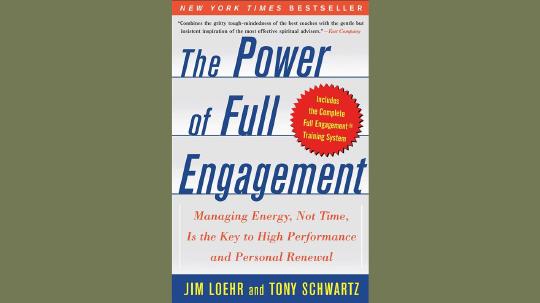 NEW YORK TIMES BESTSELLER
"Combines the gritty tough-mindedness of the best coaches with the gentle but
insistent inspiration of the most effective spiritual advisers." —Fast Company
The Power
of Full
Engagement
Includes
the Complete
Full Engagement®
Training System
Managing Energy, Not Time,
Is the Key to High Performance
and Personal Renewal
JIM LOEHR and TONY SCHWARTZ